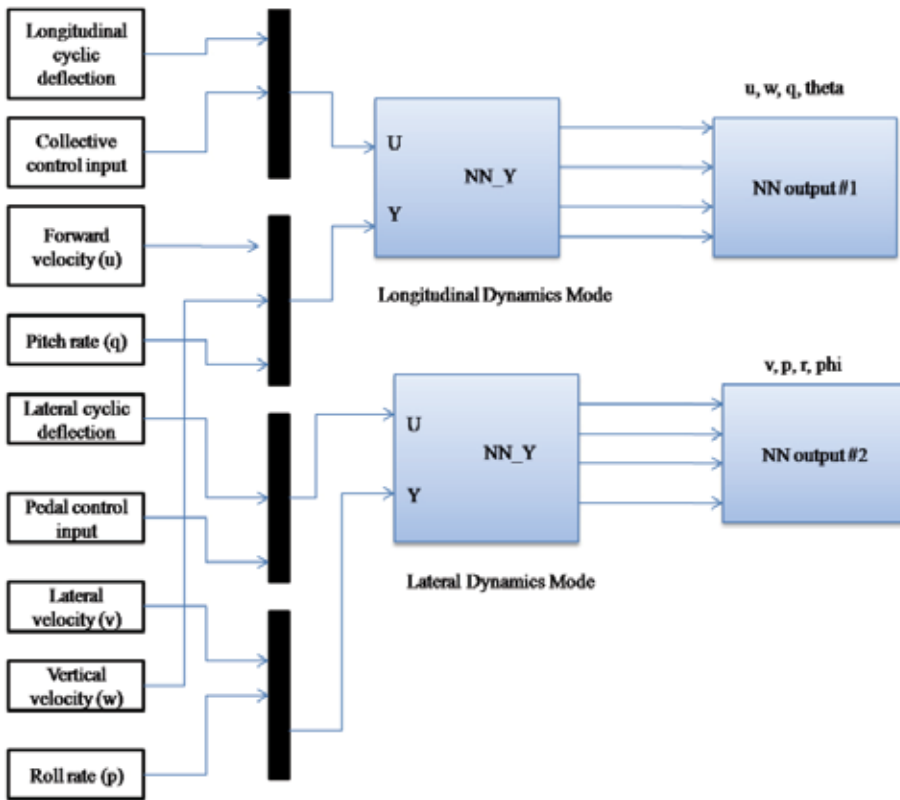 Longitudinal
cyclic
deflection
Collective
control input
Forward
velocity (u)
Pitch rate (q)
Lateral cyclic
deflection
Pedal control
input
Lateral
velocity (v)
Vertical
velocity (w)
Roll rate (p)
U
NN_Y
Y
Longitudinal Dynamics Mode
u, w, q, theta
NN output #1
U
NN_Y
Y
Lateral Dynamics Mode
v, p, r, phi
NN output #2